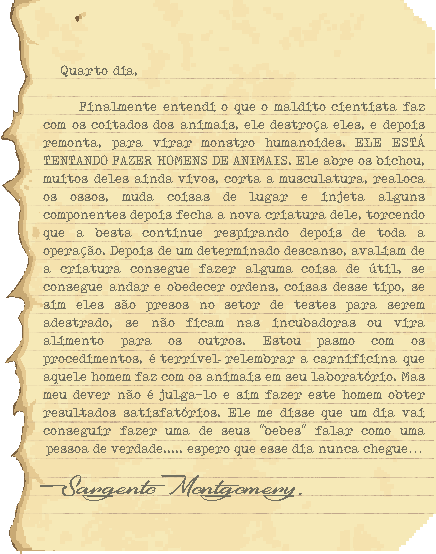 Quarto dia,
Finalmente entendi o que o maldito cientista faz
com os coitados dos animais, ele destroça eles, e depois
remonta, para virar monstro humanoides. ELE ESTÁ
TENTANDO FAZER HOMENS DE ANIMAIS. Ele abre os bichou,
muitos deles ainda vivos, corta a musculatura, realoca
os ossos, muda coisas de lugar e injeta alguns
componentes depois fecha a nova criatura dele, torcendo
que a besta continue respirando depois de toda a
operação. Depois de um determinado descanso, avaliam de
a criatura consegue fazer alguma coisa de útil, se
consegue andar e obedecer ordens, coisas desse tipo, se
sim eles são presos no setor de testes para serem
adestrado, se não ficam nas incubadoras ou vira
alimento para os outros. Estou pasmo com os
procedimentos, é terrivel relembrar a carnificina que
aquele homem faz com os animais em seu laboratório. Mas
meu dever não é julga-lo e sim fazer este homem obter
resultados satisfatórios. Ele me disse que um dia vai
conseguir fazer uma de seus "bebes" falar como uma
pessoa de verdade..... espero que esse dia nunca chegue...
Sargento Montgomery.